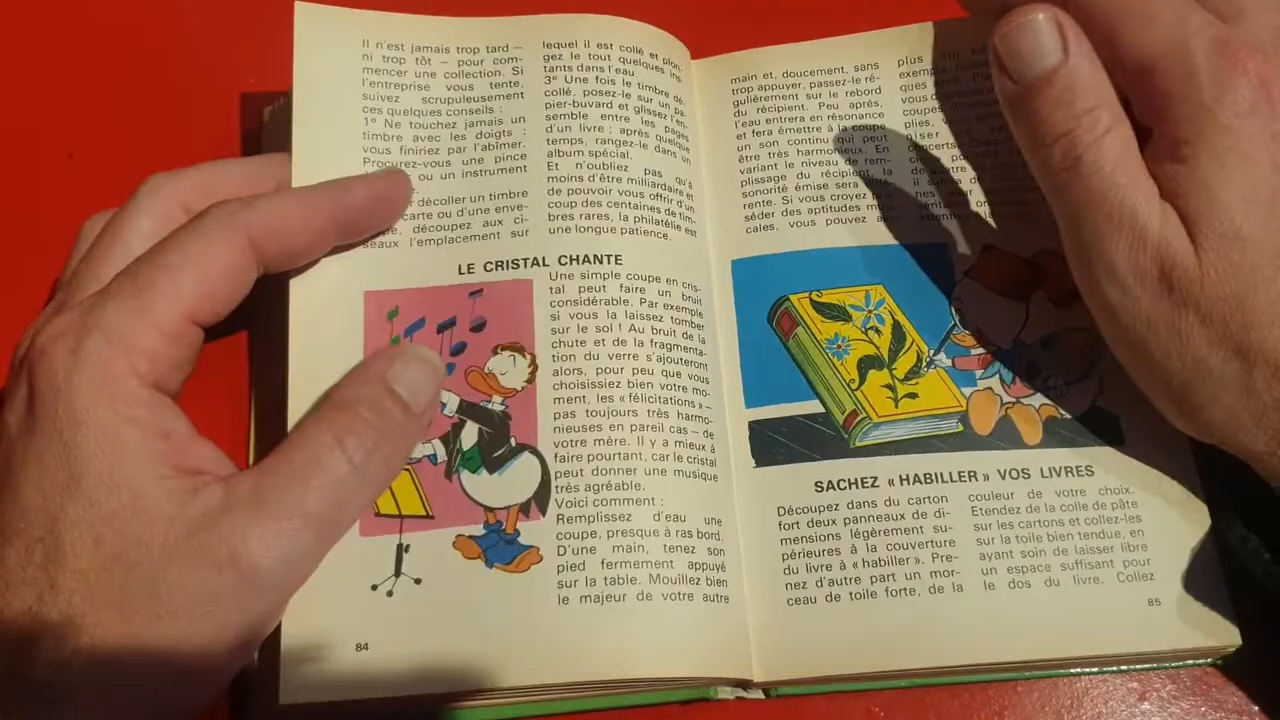 Il n'est jamais trop tard —
ni trop tôt — pour com-
mencer une collection. Si
l'entreprise vous tente,
suivez scrupuleusement
ces quelques conseils :
1º Ne touchez jamais un
timbre avec les doigts :
vous finiriez par l'abîmer.
Procurez-vous une pince
ou un instrument
décoller un timbre
carte ou d'une enve-
découpez aux ci-
seaux l'emplacement sur
lequel il est collé et plon-
gez le tout quelques ins-
tants dans l'eau.
3º Une fois le timbre dé-
collé, posez-le sur un pa-
pier-buvard et glissez l'en-
semble entre les pages
d'un livre ; après quelque
temps, rangez-le dans un
album spécial.
Et n'oubliez pas qu'à
moins d'être milliardaire et
de pouvoir vous offrir d'un
coup des centaines de tim-
bres rares, la philatélie est
une longue patience.
LE CRISTAL CHANTE
Une simple coupe en cris-
tal peut faire un bruit
considérable. Par exemple
si vous la laissez tomber
sur le sol ! Au bruit de la
chute et de la fragmenta-
tion du verre s'ajouteront
alors, pour peu que vous
choisissiez bien votre mo-
ment, les « félicitations » —
pas toujours très harmo-
nieuses en pareil cas — de
votre mère. Il y a mieux à
faire pourtant, car le cristal
peut donner une musique
très agréable.
Voici comment :
Remplissez d'eau une
coupe, presque à ras bord.
D'une main, tenez son
pied fermement appuyé
sur la table. Mouillez bien
le majeur de votre autre
84
main et, doucement, sans
trop appuyer, passez-le ré-
gulièrement sur le rebord
du récipient. Peu après,
l'eau entrera en résonance
et fera émettre à la coupe
un son continu qui peut
être très harmonieux. En
variant le niveau de rem-
plissage du récipient, la
sonorité émise sera diffé-
rente. Si vous croyez pos-
séder des aptitudes musi-
cales, vous pouvez
plus
exemple
ques
vous
coupes
plies,
niser
concerts.
SACHEZ « HABILLER » VOS LIVRES
Découpez dans du carton
fort deux panneaux de di-
mensions légèrement su-
périeures à la couverture
du livre à « habiller ». Pre-
nez d'autre part un mor-
ceau de toile forte, de la
couleur de votre choix.
Etendez de la colle de pâte
sur les cartons et collez-les
sur la toile bien tendue, en
ayant soin de laisser libre
un espace suffisant pour
le dos du livre. Collez
85